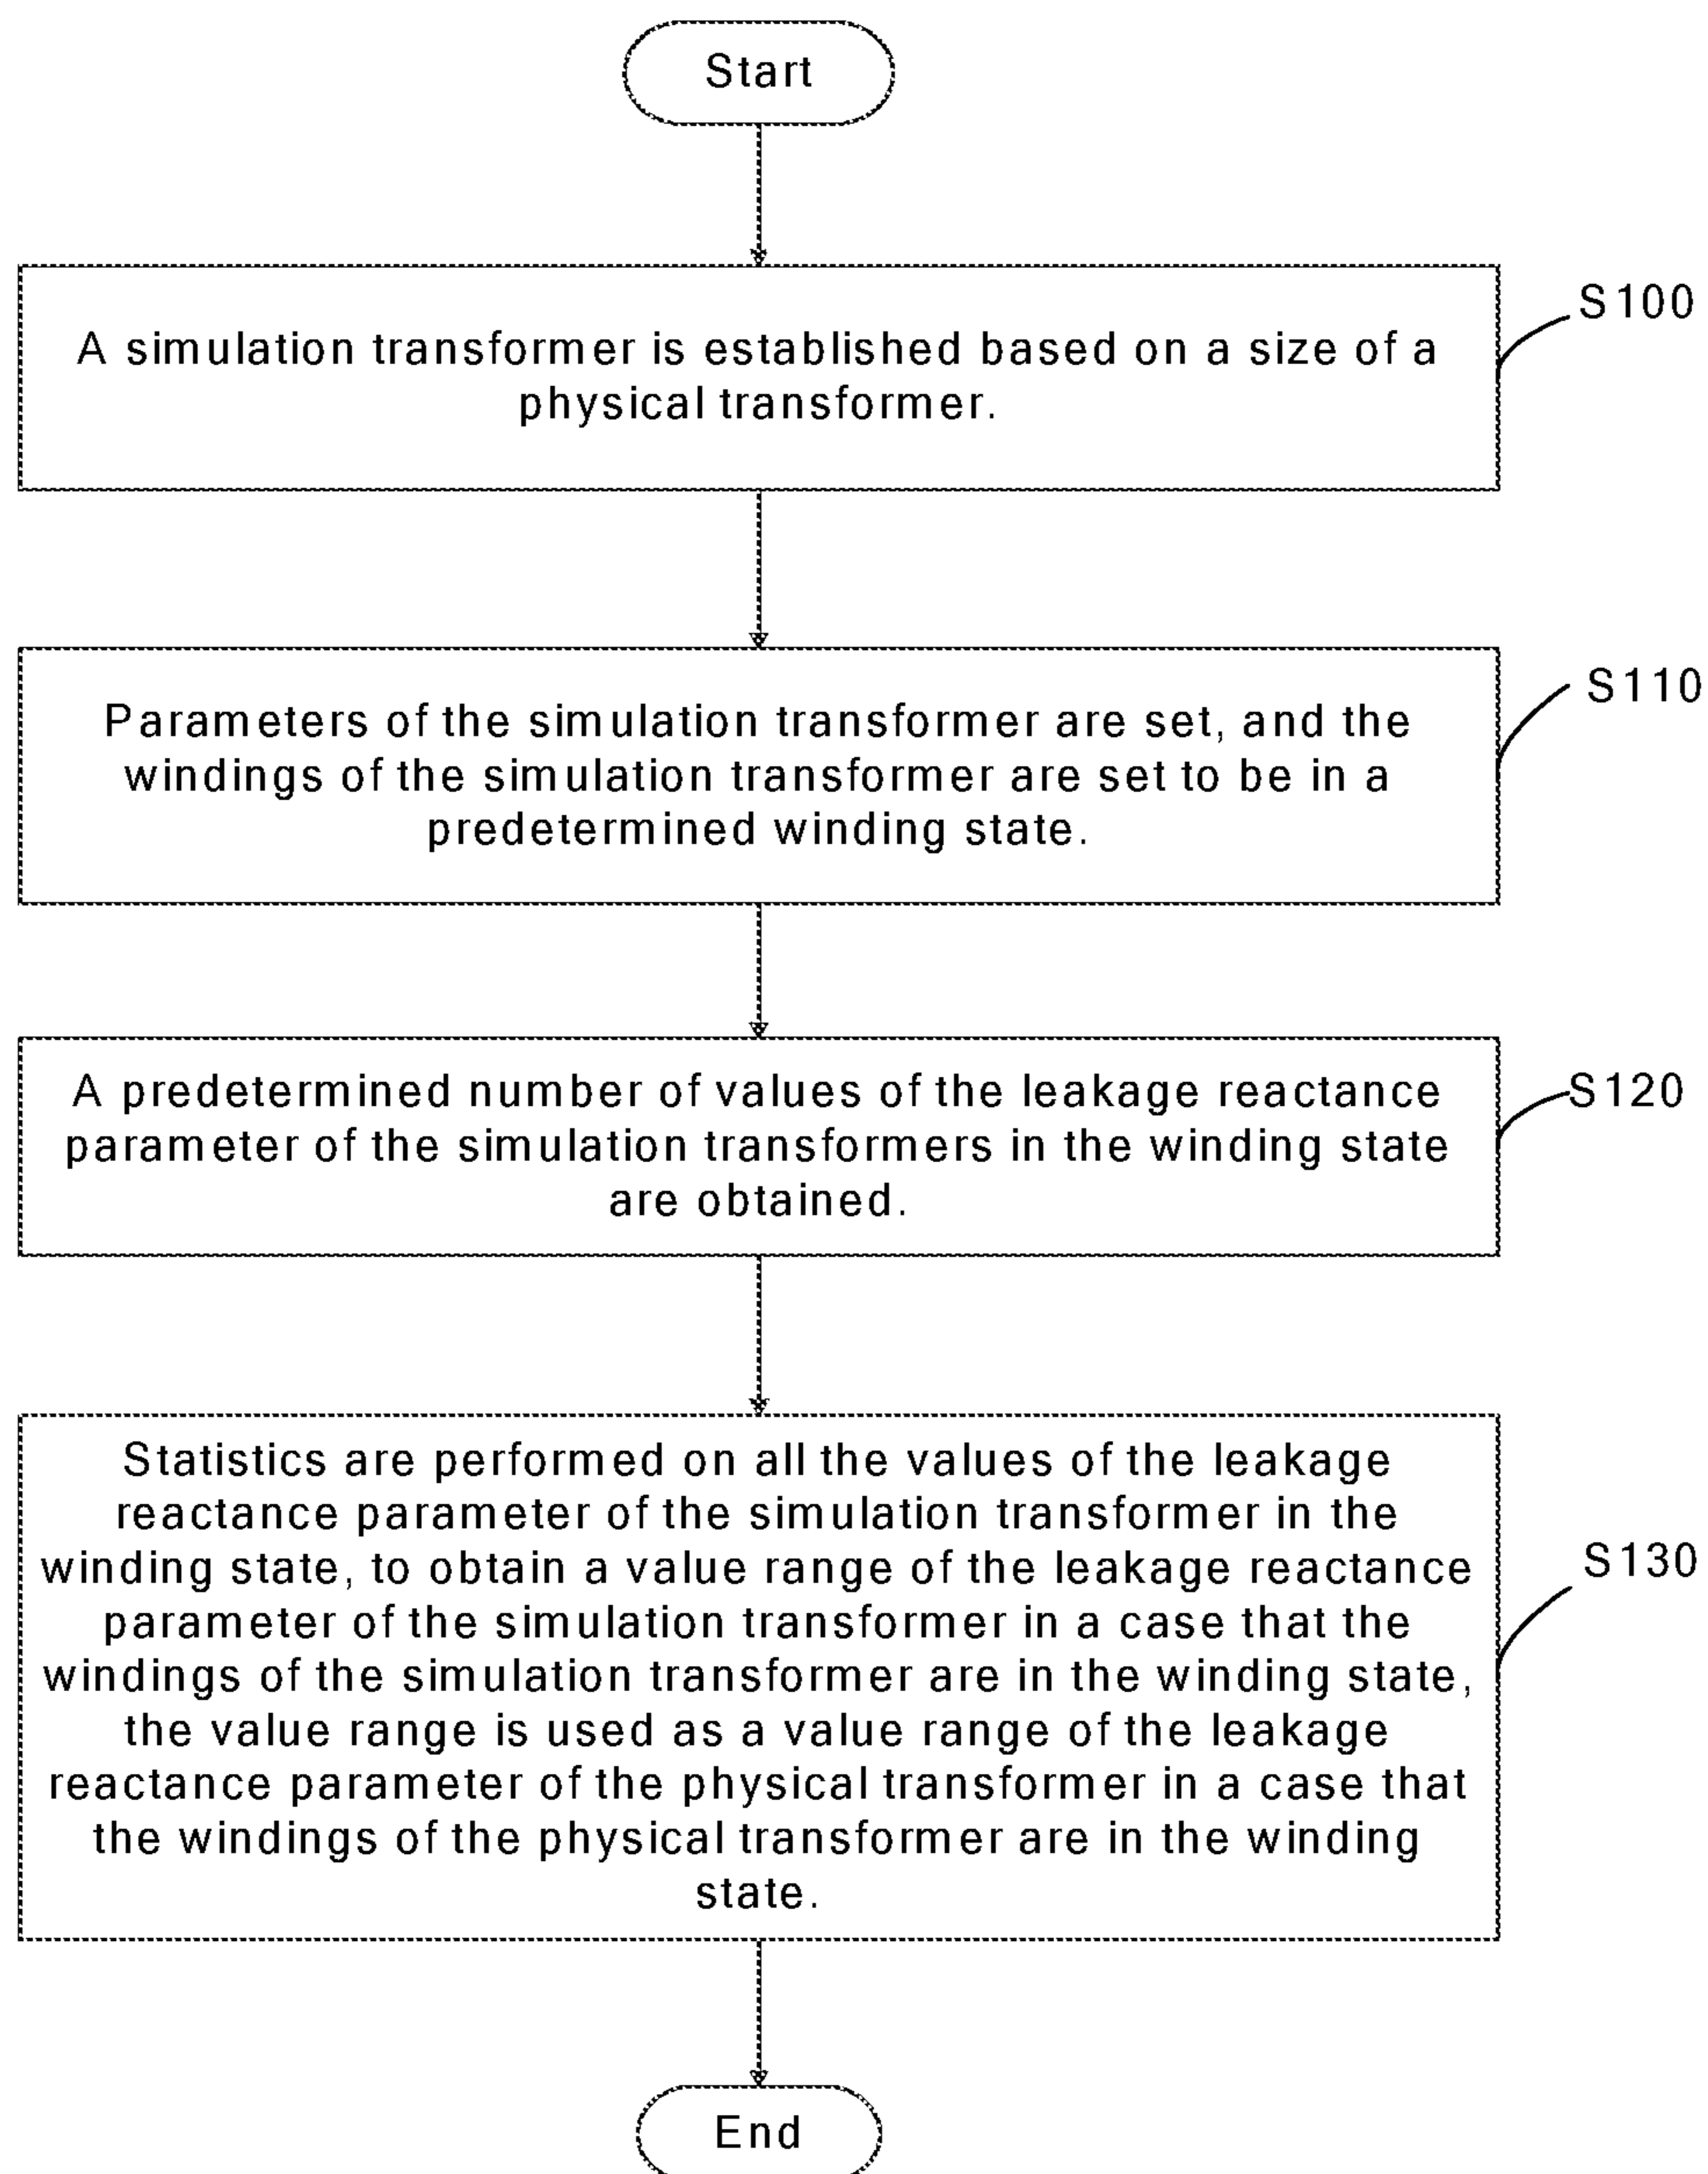 Start
A simulation transformer is established based on a size of a
physical transformer.
S100
Parameters of the simulation transformer are set, and the
windings of the simulation transformer are set to be in a
predetermined winding state.
S110
A predetermined number of values of the leakage reactance
parameter of the simulation transformers in the winding state
are obtained.
S120
Statistics are performed on all the values of the leakage
reactance parameter of the simulation transformer in the
winding state, to obtain a value range of the leakage reactance
parameter of the simulation transformer in a case that the
windings of the simulation transformer are in the winding state,
the value range is used as a value range of the leakage
reactance parameter of the physical transformer in a case that
the windings of the physical transformer are in the winding
state.
S130
End